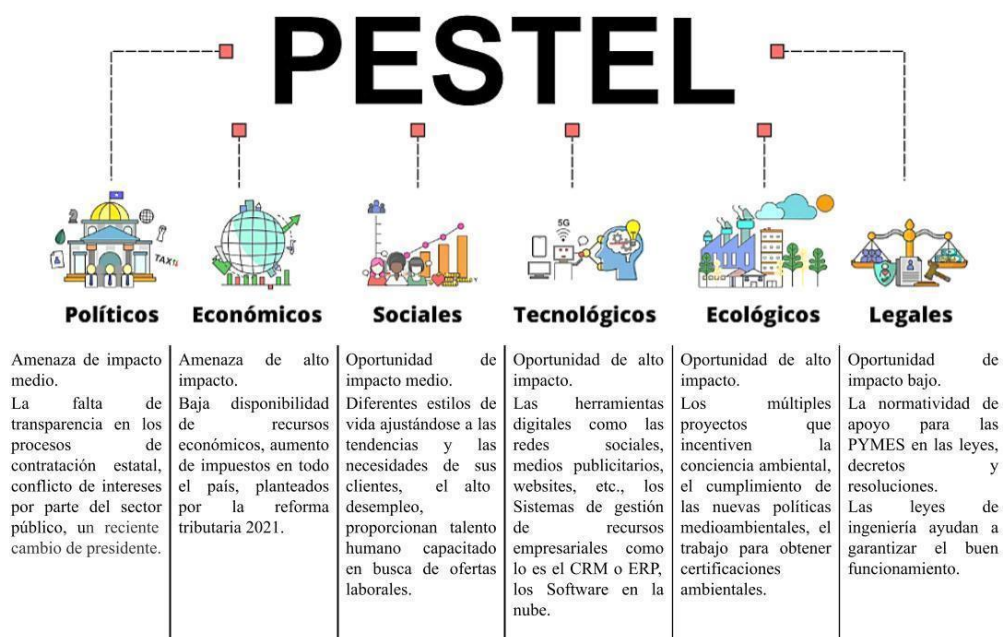 PESTEL
5G
TAX
Políticos
Económicos
Sociales
Tecnológicos
Ecológicos
Legales
Amenaza de impacto
medio.
La falta de
transparencia en los
procesos de
contratación estatal,
conflicto de intereses
por parte del sector
público, un reciente
cambio de presidente.
Amenaza de alto
impacto.
Baja disponibilidad
de recursos
económicos, aumento
de impuestos en todo
el país, planteados
por la reforma
tributaria 2021.
Oportunidad de
impacto medio.
Diferentes estilos de
vida ajustándose a las
tendencias y las
necesidades de sus
clientes, el alto
desempleo,
proporcionan talento
humano capacitado
en busca de ofertas
laborales.
Oportunidad de alto
impacto.
Las herramientas
digitales como las
redes sociales,
medios publicitarios,
websites, etc., los
Sistemas de gestión
de recursos
empresariales como
lo es el CRM o ERP,
los Software en la
nube.
Oportunidad de alto
impacto.
Los múltiples
proyectos que
incentiven la
conciencia ambiental,
el cumplimiento de
las nuevas políticas
medioambientales, el
trabajo para obtener
certificaciones
ambientales.
Oportunidad de
impacto bajo.
La normatividad de
apoyo para las
PYMES en las leyes,
decretos y
resoluciones.
Las leyes de
ingeniería ayudan a
garantizar el buen
funcionamiento.